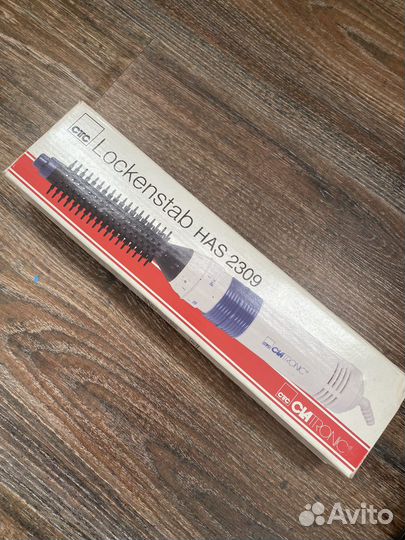 CTC
Lockenstab HAS 2309
CTC CLATRONIC
CTC
CLATRONIC
Avito